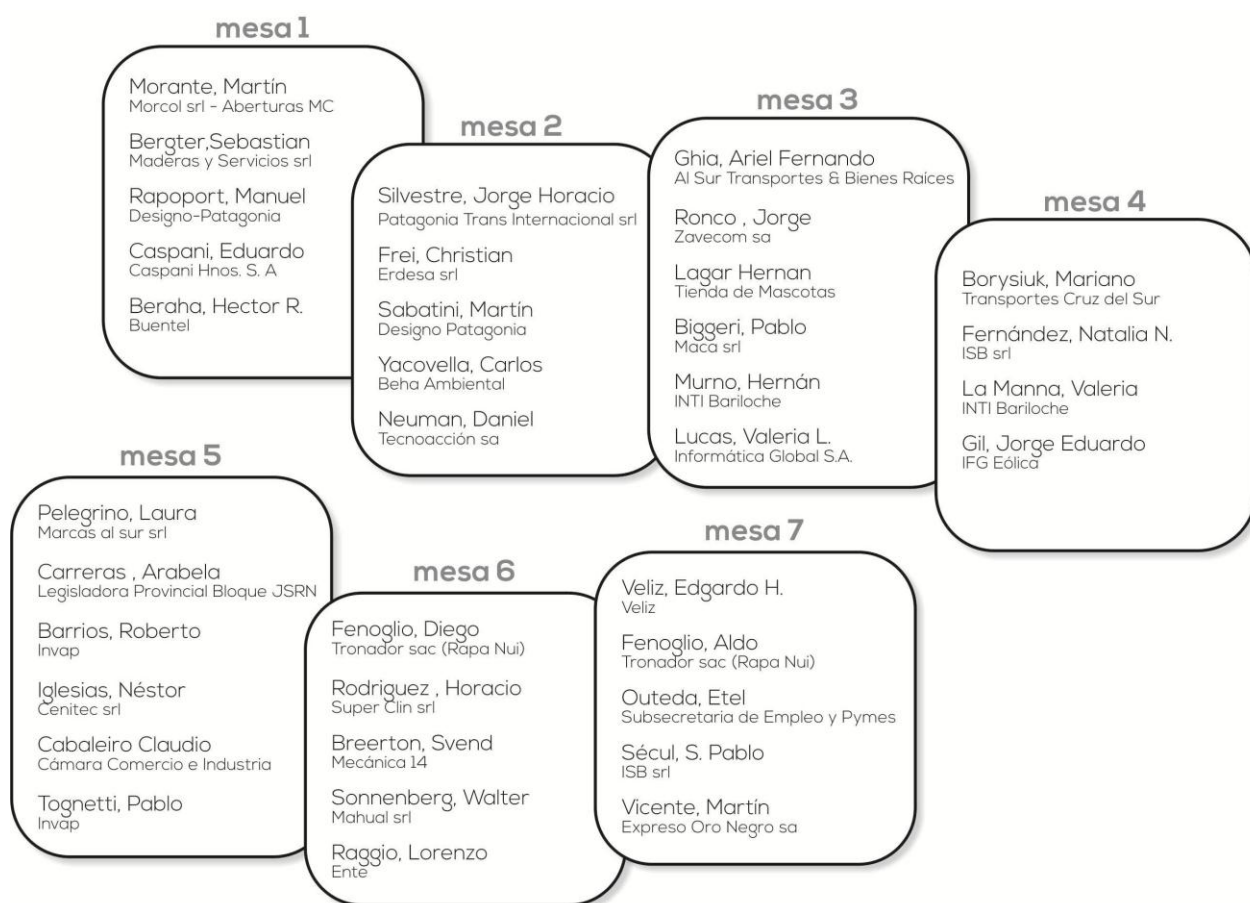 mesa 1
Morante, Martín
Morcol srl - Aberturas MC
Bergter,Sebastian
Maderas y Servicios srl
Rapoport, Manuel
Designo-Patagonia
Caspani, Eduardo
Caspani Hnos. S. A
Beraha, Hector R.
Buentel
mesa 2
Silvestre, Jorge Horacio
Patagonia Trans Internacional srl
Frei, Christian
Erdesa srl
Sabatini, Martín
Designo Patagonia
Yacovella, Carlos
Beha Ambiental
Neuman, Daniel
Tecnoacción sa
mesa 3
Ghia, Ariel Fernando
Al Sur Transportes & Bienes Raíces
Ronco , Jorge
Zavecom sa
Lagar Hernan
Tienda de Mascotas
Biggeri, Pablo
Maca srl
Murno, Hernán
INTI Bariloche
Lucas, Valeria L.
Informática Global S.A.
mesa 4
Borysiuk, Mariano
Transportes Cruz del Sur
Fernández, Natalia N.
ISB srl
La Manna, Valeria
INTI Bariloche
Gil, Jorge Eduardo
IFG Eólica
mesa 5
Pelegrino, Laura
Marcas al sur srl
Carreras , Arabela
Legisladora Provincial Bloque JSRN
Barrios, Roberto
Invap
Iglesias, Néstor
Cenitec srl
Cabaleiro Claudio
Cámara Comercio e Industria
Tognetti, Pablo
Invap
mesa 6
Fenoglio, Diego
Tronador sac (Rapa Nui)
Rodriguez , Horacio
Super Clin srl
Breerton, Svend
Mecánica 14
Sonnenberg, Walter
Mahual srl
Raggio, Lorenzo
Ente
mesa 7
Veliz, Edgardo H.
Veliz
Fenoglio, Aldo
Tronador sac (Rapa Nui)
Outeda, Etel
Subsecretaria de Empleo y Pymes
Sécul, S. Pablo
ISB srl
Vicente, Martín
Expreso Oro Negro sa